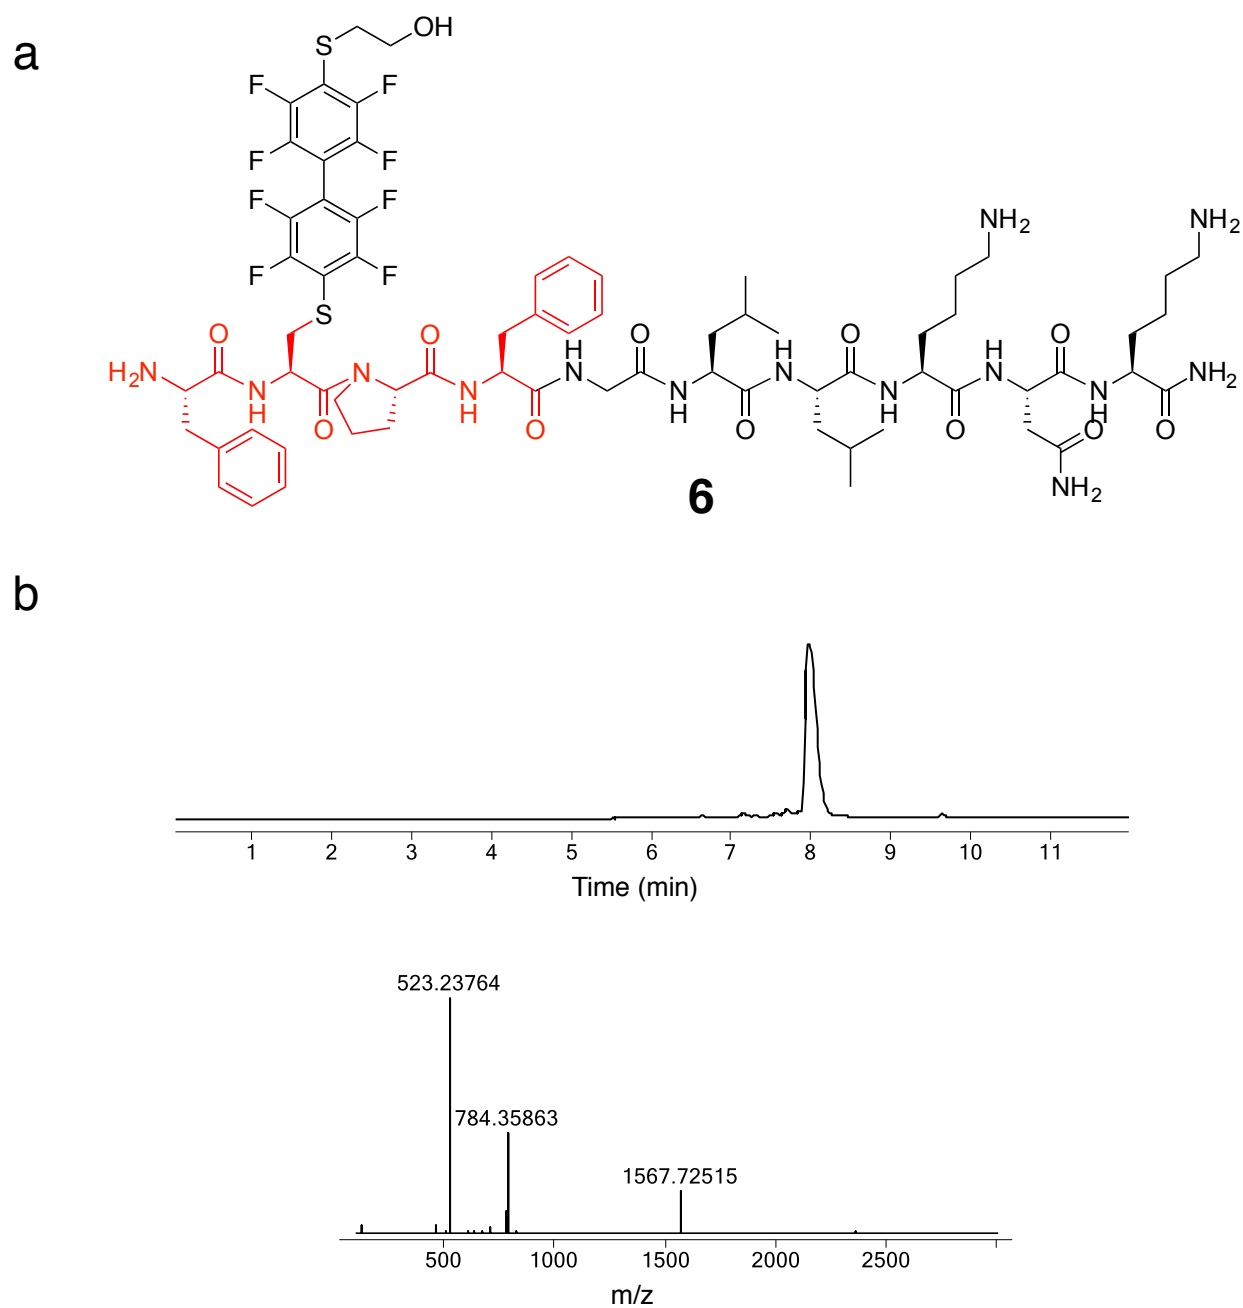 a
S OH
F F
F F
F F
F F
S
NH2 NH2
O O H O H O H O
H2N N N N N N N NH2
N N N N N
H O H O H O H O O H O
NH2
6
b
1 2 3 4 5 6 7 8 9 10 11
Time (min)
523.23764
784.35863
1567.72515
500 1000 1500 2000 2500
m/z